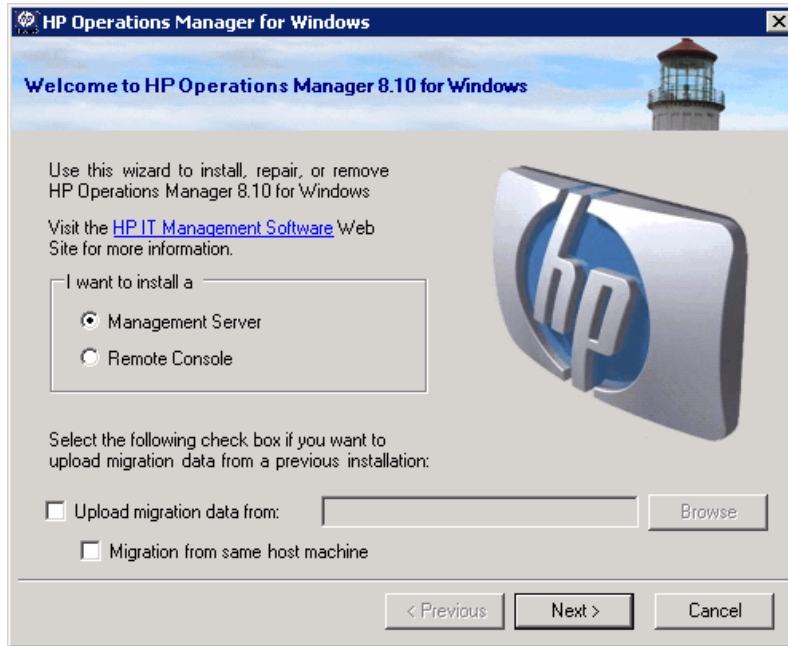 HP Operations Manager for Windows
Welcome to HP Operations Manager 8.10 for Windows
Use this wizard to install, repair, or remove
HP Operations Manager 8.10 for Windows
Visit the HP IT Management Software Web
Site for more information.
I want to install a
Management Server
Remote Console
hp
Select the following check box if you want to
upload migration data from a previous installation:
Upload migration data from:
Browse
Migration from same host machine
< Previous
Next >
Cancel